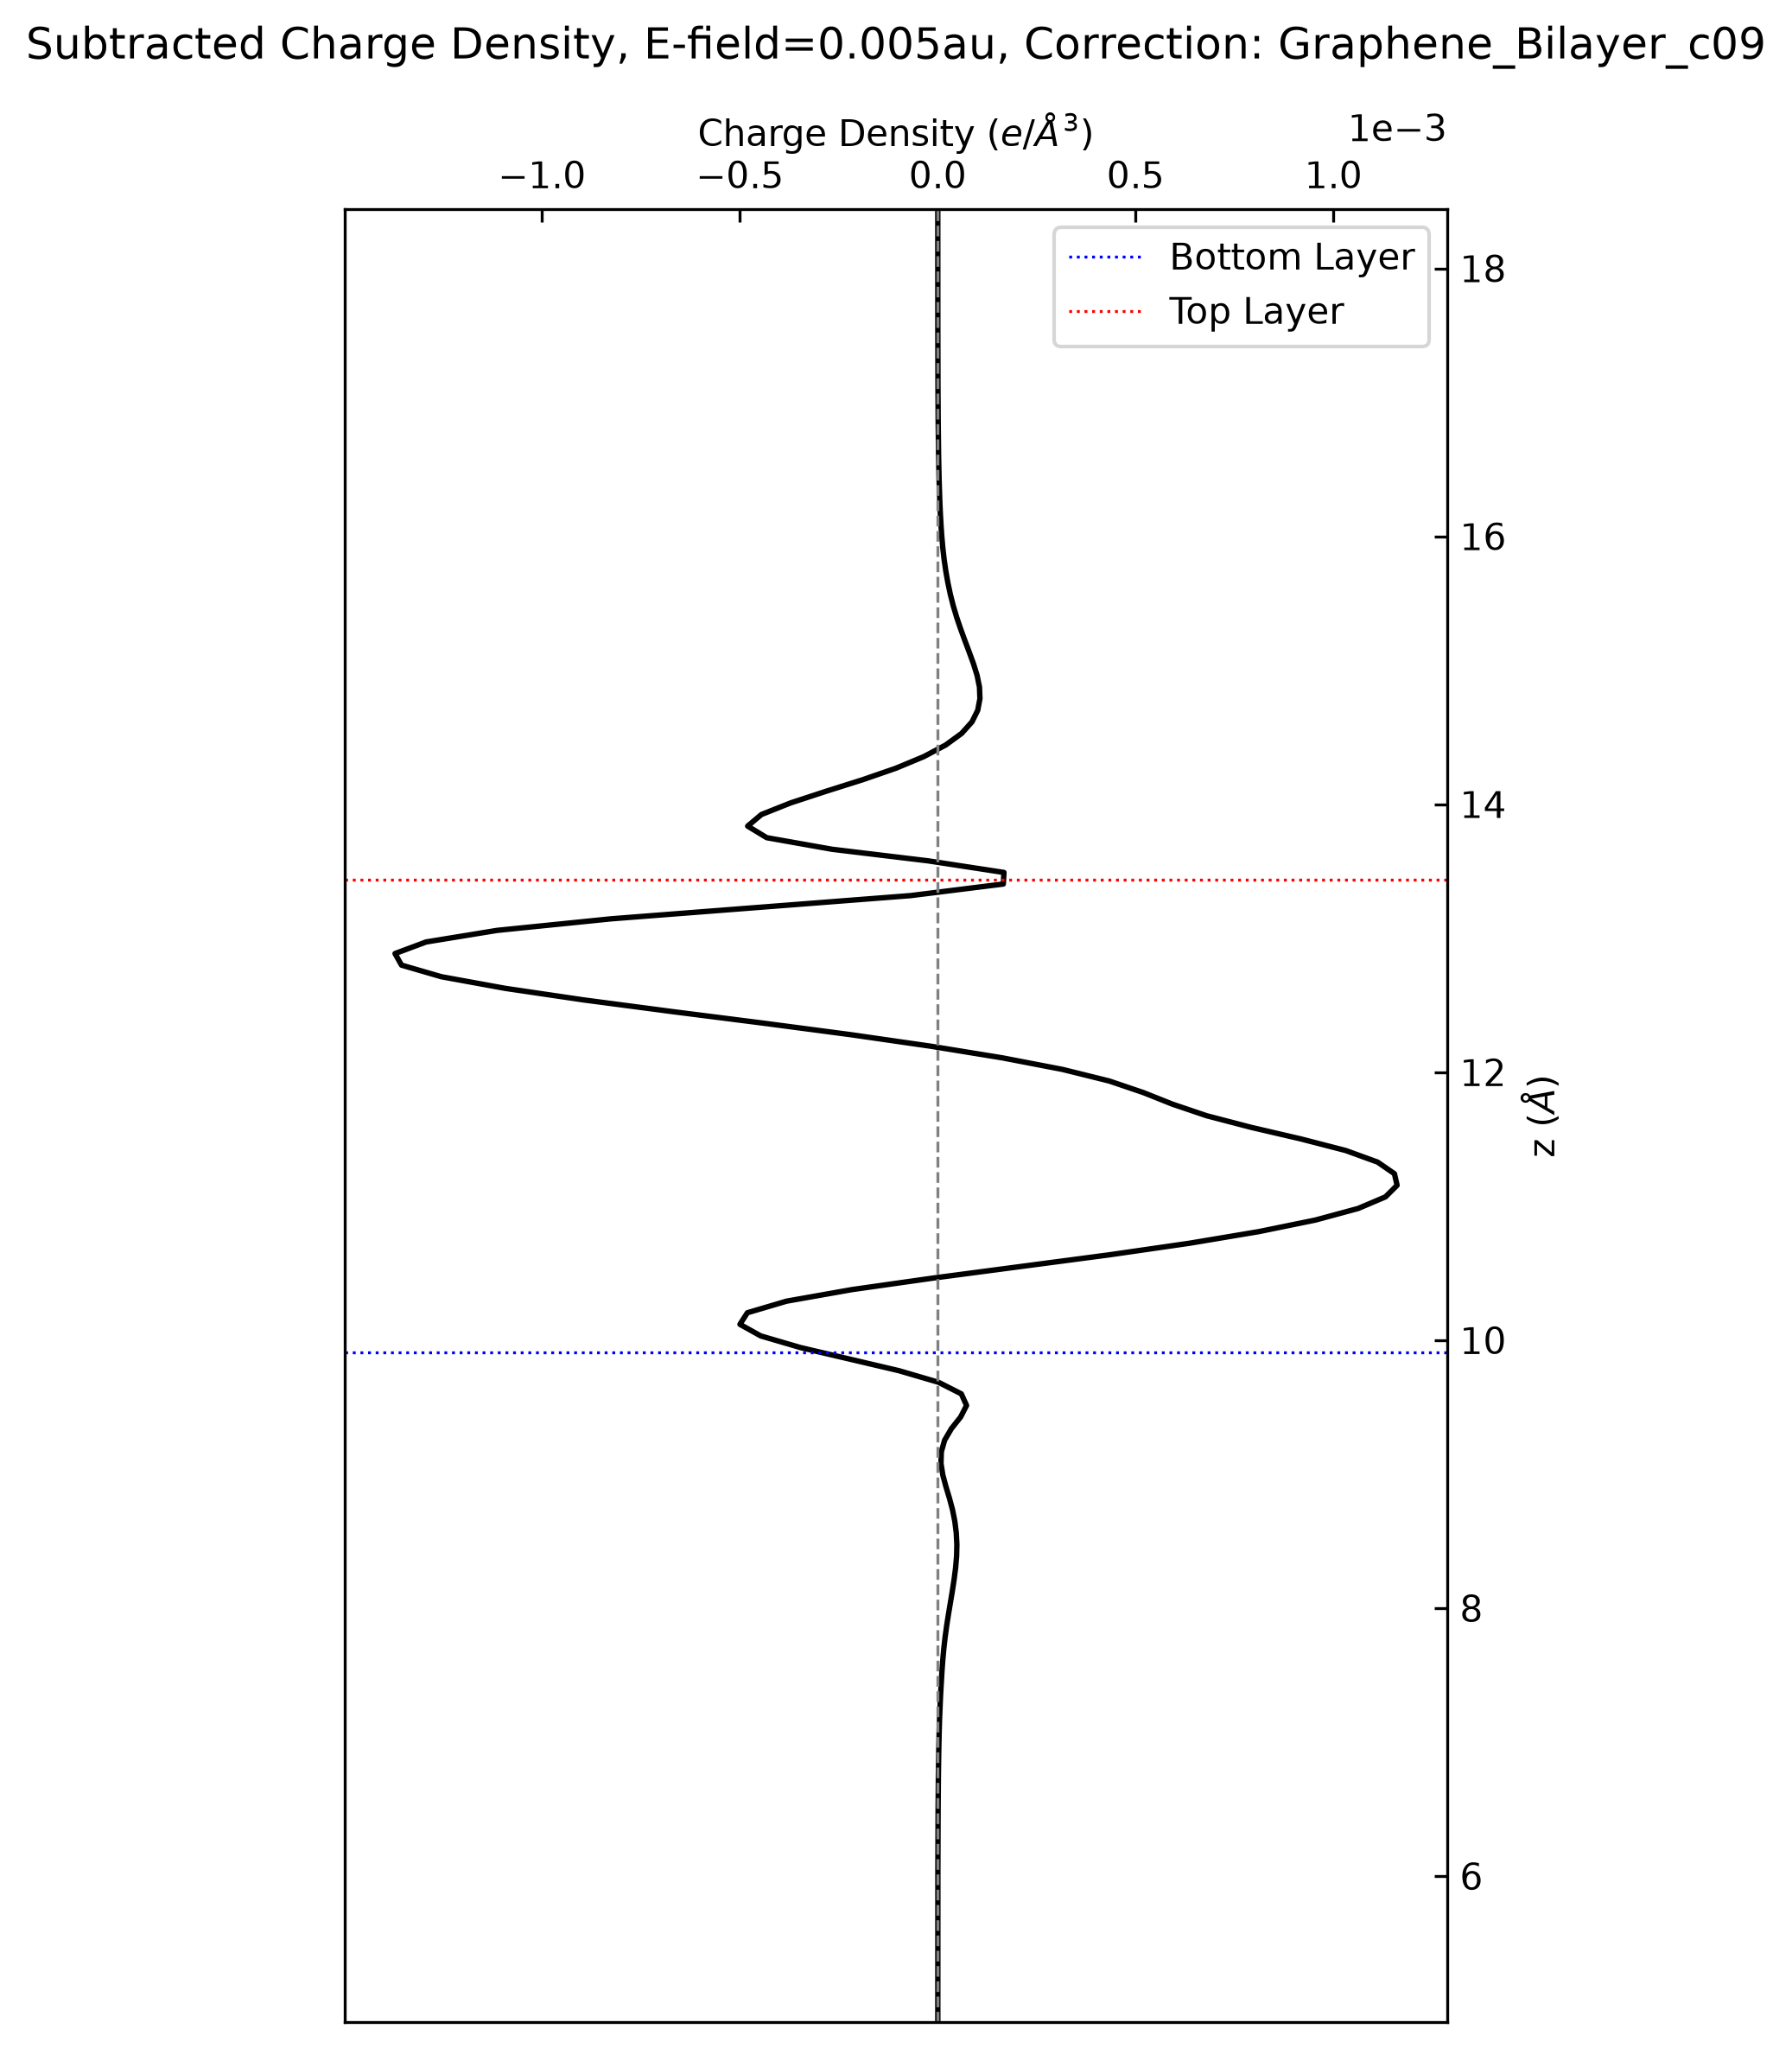 Subtracted Charge Density, E-field=0.005au, Correction: Graphene_Bilayer_c09
Charge Density (e/Å³)
1e−3
−1.0 −0.5 0.0 0.5 1.0
Bottom Layer
Top Layer
18
16
14
12
10
8
6
z (Å)